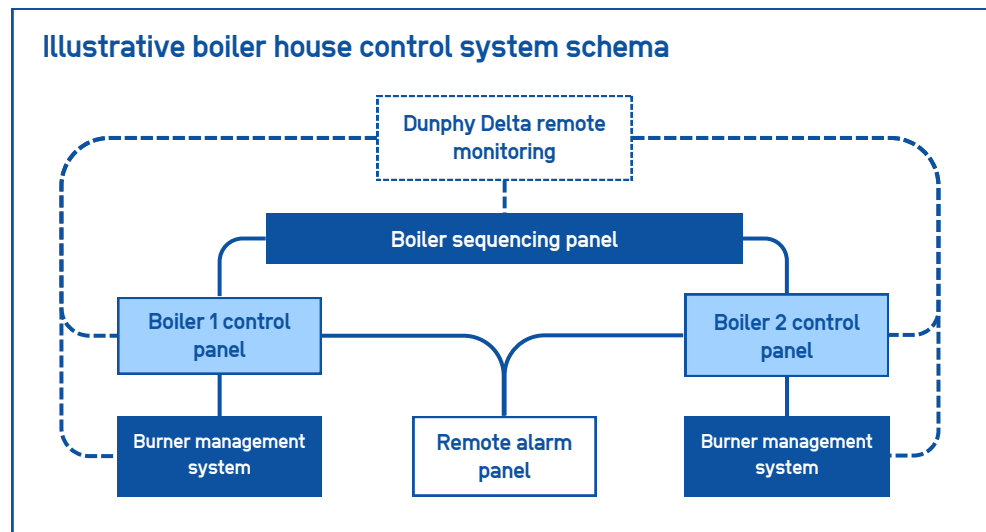 Illustrative boiler house control system schema
Dunphy Delta remote
monitoring
Boiler sequencing panel
Boiler 1 control
panel
Boiler 2 control
panel
Burner management
system
Remote alarm
panel
Burner management
system